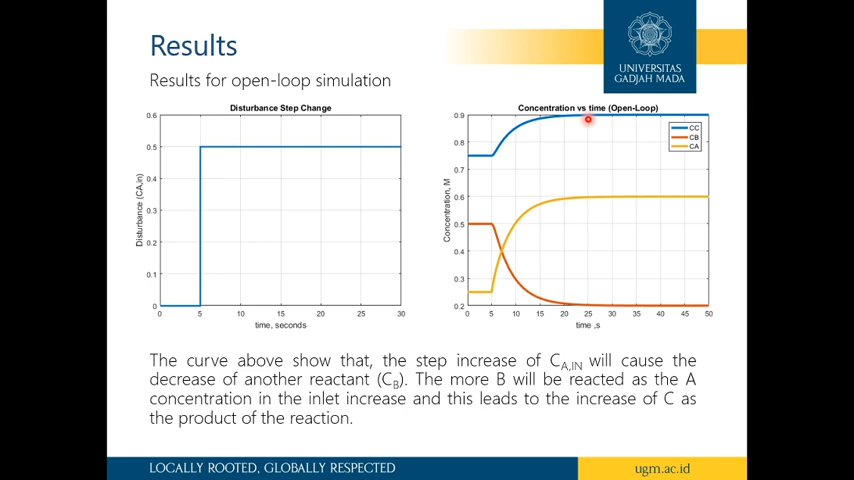 Results
UNIVERSITAS
GADJAH MADA
Results for open-loop simulation
Disturbance Step Change
0.6
0.5
0.4
0.3
0.2
0.1
0
Disturbance (CA,in)
0 5 10 15 20 25 30
time, seconds
Concentration vs time (Open-Loop)
0.9
0.8
0.7
0.6
0.5
0.4
0.3
0.2
Concentration, M
CC
CB
CA
0 5 10 15 20 25 30 35 40 45 50
time ,s
The curve above show that, the step increase of CA,IN will cause the
decrease of another reactant (CB). The more B will be reacted as the A
concentration in the inlet increase and this leads to the increase of C as
the product of the reaction.
LOCALLY ROOTED, GLOBALLY RESPECTED
ugm.ac.id